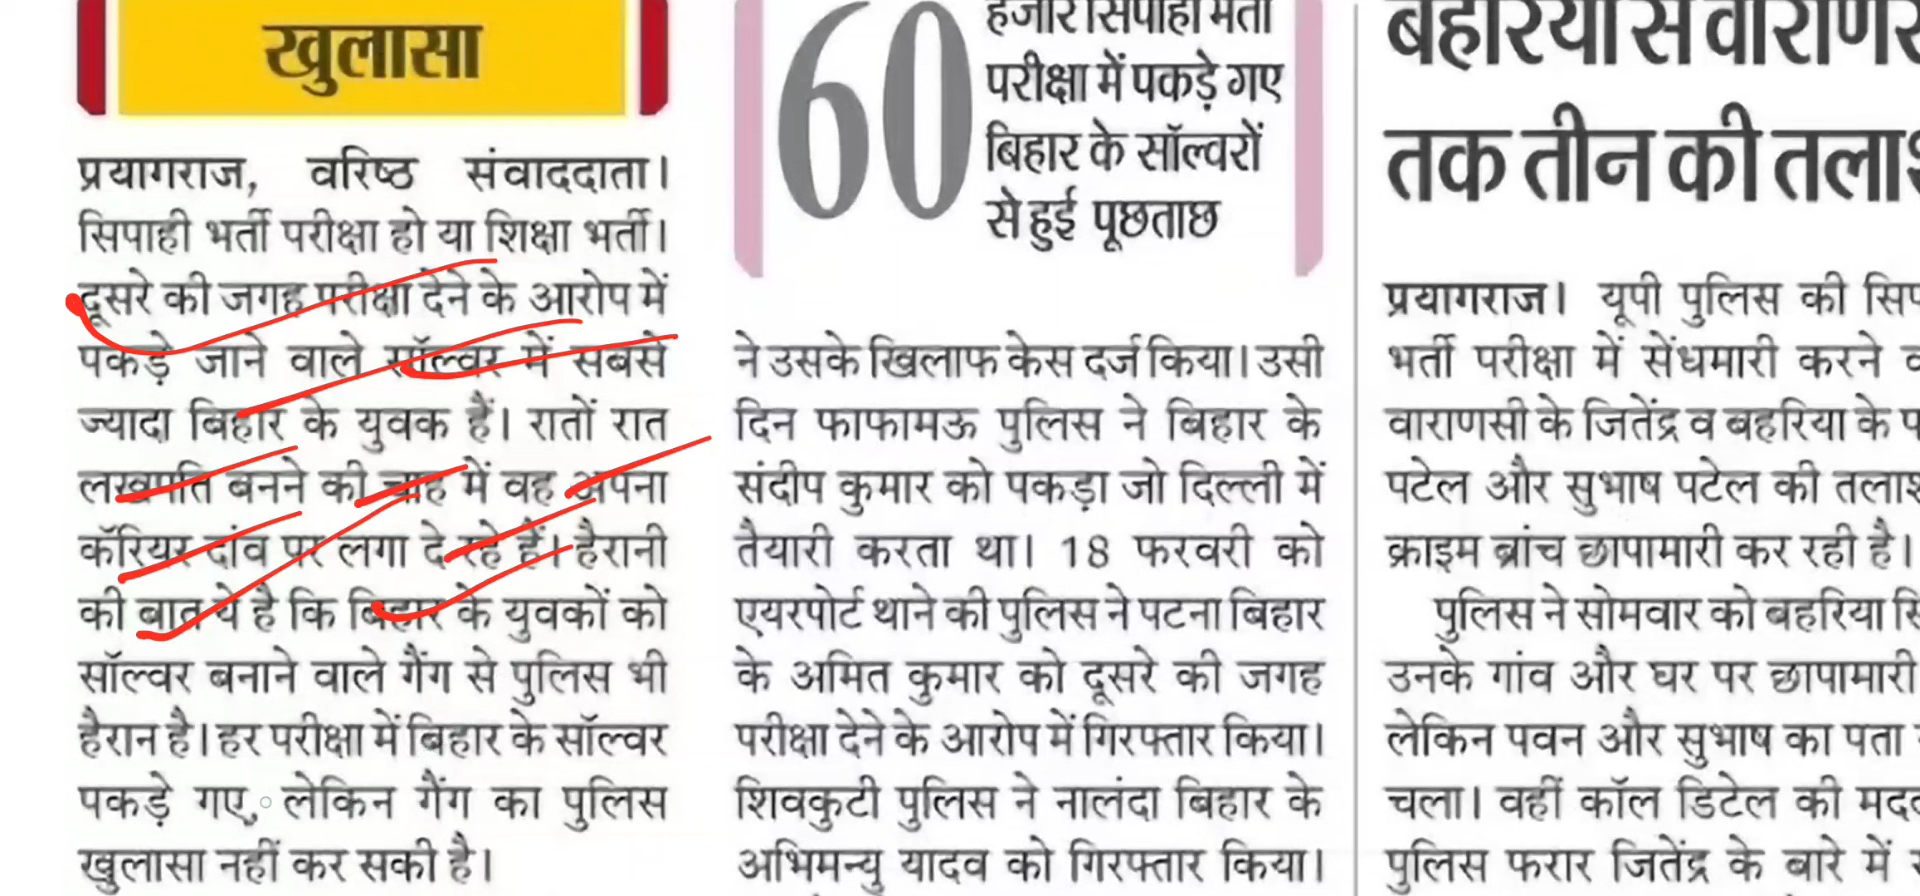 खुलासा
प्रयागराज, वरिष्ठ संवाददाता।
सिपाही भर्ती परीक्षा हो या शिक्षा भर्ती।
दूसरे की जगह परीक्षा देने के आरोप में
पकड़े जाने वाले सॉल्वर में सबसे
ज्यादा बिहार के युवक हैं। रातों रात
लखपति बनने की चाह में वह अपना
कॅरियर दांव पर लगा दे रहे हैं। हैरानी
की बात ये है कि बिहार के युवकों को
सॉल्वर बनाने वाले गैंग से पुलिस भी
हैरान है। हर परीक्षा में बिहार के सॉल्वर
पकड़े गए, लेकिन गैंग का पुलिस
खुलासा नहीं कर सकी है।
60
हजार सिपाही भर्ती
परीक्षा में पकड़े गए
बिहार के सॉल्वरों
से हुई पूछताछ
ने उसके खिलाफ केस दर्ज किया। उसी
दिन फाफामऊ पुलिस ने बिहार के
संदीप कुमार को पकड़ा जो दिल्ली में
तैयारी करता था। 18 फरवरी को
एयरपोर्ट थाने की पुलिस ने पटना बिहार
के अमित कुमार को दूसरे की जगह
परीक्षा देने के आरोप में गिरफ्तार किया।
शिवकुटी पुलिस ने नालंदा बिहार के
अभिमन्यु यादव को गिरफ्तार किया।
बहरिया से
तक तीन की
प्रयागराज। यूपी पुलिस की
भर्ती परीक्षा में सेंधमारी करने
वाराणसी के जितेंद्र व बहरिया के
पटेल और सुभाष पटेल की
क्राइम ब्रांच छापामारी कर रही है।
पुलिस ने सोमवार को बहरिया
उनके गांव और घर पर छापामारी
लेकिन पवन और सुभाष का पता
चला। वहीं कॉल डिटेल की
पुलिस फरार जितेंद्र के बारे में